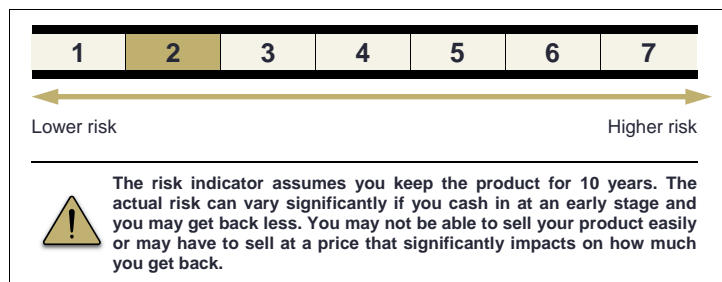 1 2 3 4 5 6 7
Lower risk Higher risk
The risk indicator assumes you keep the product for 10 years. The
actual risk can vary significantly if you cash in at an early stage and
you may get back less. You may not be able to sell your product easily
or may have to sell at a price that significantly impacts on how much
you get back.